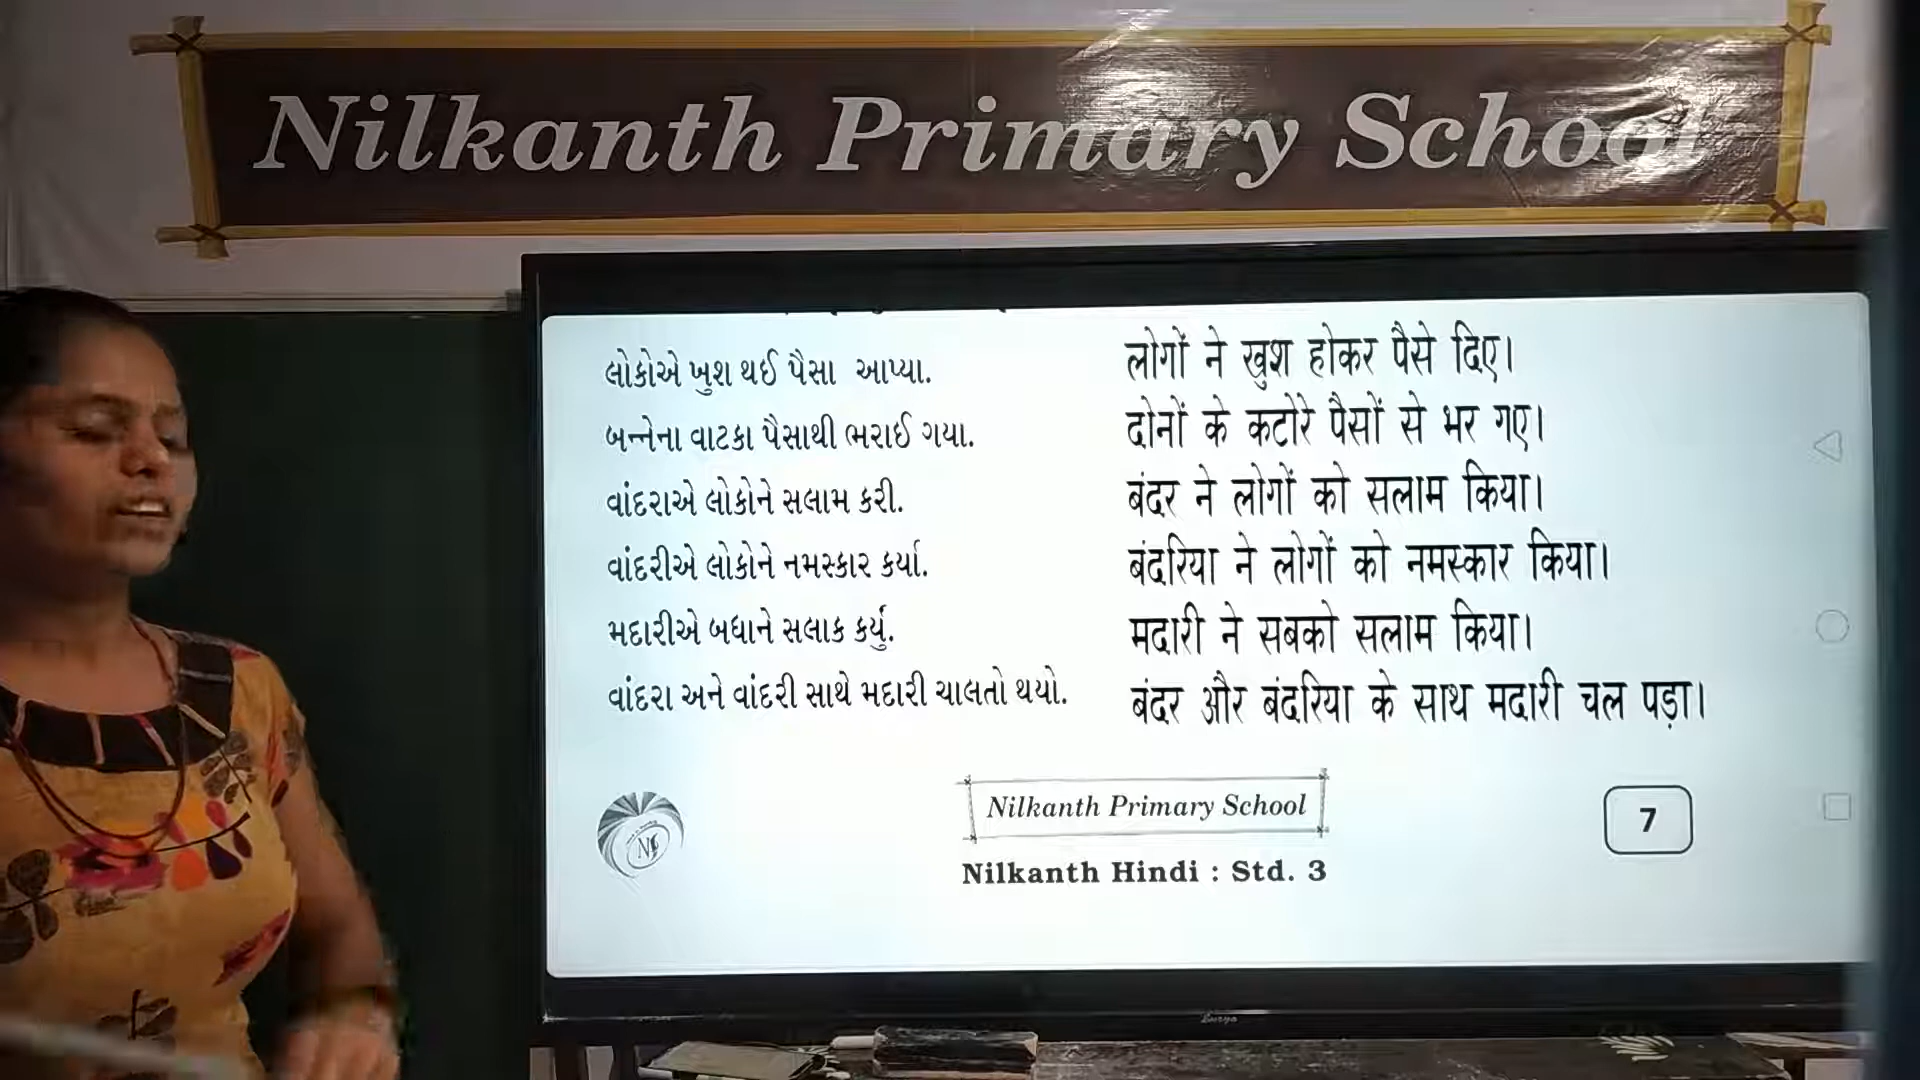 Nilkanth Primary School
લોકોએ ખુશ થઈ પૈસા આપ્યા. लोगों ने खुश होकर पैसे दिए।
બન્નેના વાટકા પૈસાથી ભરાઈ ગયા. दोनों के कटोरे पैसों से भर गए।
વાંદરાએ લોકોને સલામ કરી. बंदर ने लोगों को सलाम किया।
વાંદરીએ લોકોને નમસ્કાર કર્યા. बंदरिया ने लोगों को नमस्कार किया।
મદારીએ બધાને સલાક કર્યું. मदारी ने सबको सलाम किया।
વાંદરા અને વાંદરી સાથે મદારી ચાલતો થયો. बंदर और बंदरिया के साथ मदारी चल पड़ा।
Nilkanth Primary School
7
Nilkanth Hindi : Std. 3